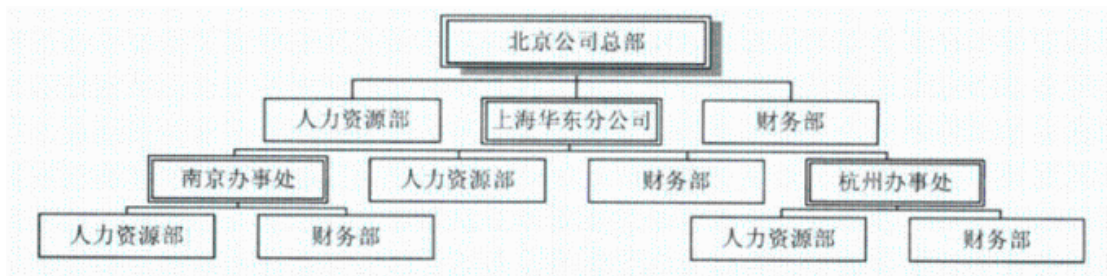 北京公司总部
人力资源部
上海华东分公司
财务部
南京办事处
人力资源部
财务部
杭州办事处
人力资源部
财务部
人力资源部
财务部